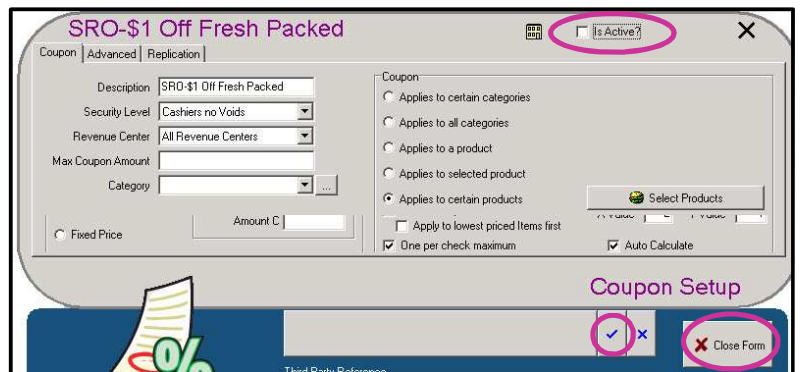 SRO-$1 Off Fresh Packed
Is Active?
Coupon Advanced Replication
Description SRO-$1 Off Fresh Packed
Security Level Cashiers no Voids
Revenue Center All Revenue Centers
Max Coupon Amount
Category ...
Amount C
Fixed Price
Coupon
Applies to certain categories
Applies to all categories
Applies to a product
Applies to selected product
Applies to certain products
Select Products
Apply to lowest priced Items first
One per check maximum
Auto Calculate
Coupon Setup
%
Close Form
Third Party Reference